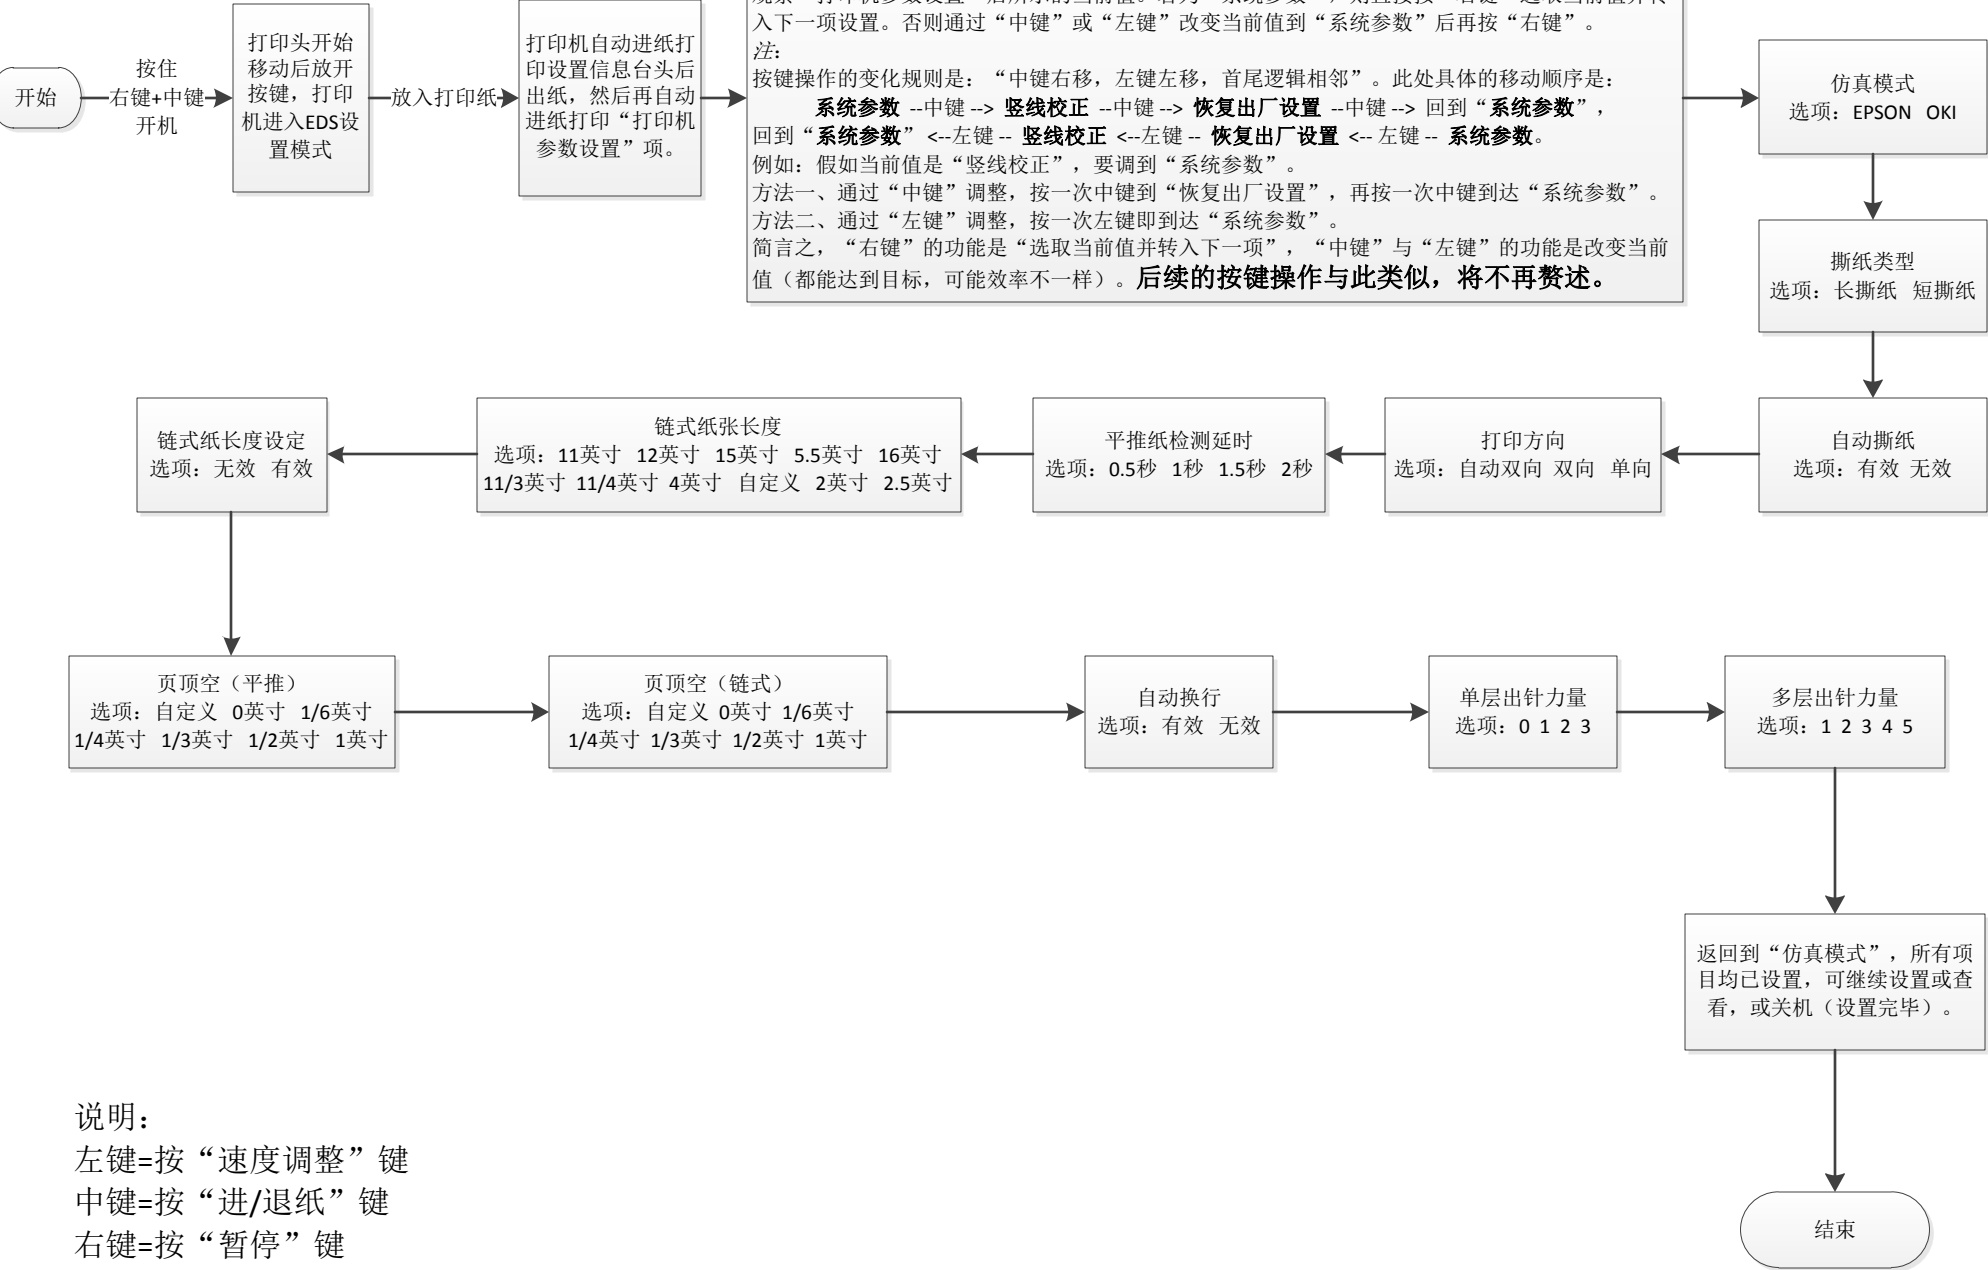 开始
按住
右键+中键
开机
打印头开始
移动后放开
按键，打印
机进入EDS设
置模式
放入打印纸
打印机自动进纸打
印设置信息台头后
出纸，然后再自动
进纸打印“打印机
参数设置”项。
入下一项设置。否则通过“中键”或“左键”改变当前值到“系统参数”后再按“右键”。
注：
按键操作的变化规则是：“中键右移，左键左移，首尾逻辑相邻”。此处具体的移动顺序是：
系统参数 --中键 --> 竖线校正 --中键--> 恢复出厂设置 --中键 --> 回到“系统参数”，
回到“系统参数” <--左键 -- 竖线校正 <--左键 -- 恢复出厂设置 <-- 左键 -- 系统参数。
例如：假如当前值是“竖线校正”，要调到“系统参数”。
方法一、通过“中键”调整，按一次中键到“恢复出厂设置”，再按一次中键到达“系统参数”。
方法二、通过“左键”调整，按一次左键即到达“系统参数”。
简言之，“右键”的功能是“选取当前值并转入下一项”，“中键”与“左键”的功能是改变当前
值（都能达到目标，可能效率不一样）。后续的按键操作与此类似，将不再赘述。
仿真模式
选项：EPSON OKI
撕纸类型
选项：长撕纸 短撕纸
自动撕纸
选项：有效 无效
打印方向
选项：自动双向 双向 单向
平推纸检测延时
选项：0.5秒 1秒 1.5秒 2秒
链式纸张长度
选项：11英寸 12英寸 15英寸 5.5英寸 16英寸
11/3英寸 11/4英寸 4英寸 自定义 2英寸 2.5英寸
链式纸长度设定
选项：无效 有效
页顶空（平推）
选项：自定义 0英寸 1/6英寸
1/4英寸 1/3英寸 1/2英寸 1英寸
页顶空（链式）
选项：自定义 0英寸 1/6英寸
1/4英寸 1/3英寸 1/2英寸 1英寸
自动换行
选项：有效 无效
单层出针力量
选项：0 1 2 3
多层出针力量
选项：1 2 3 4 5
返回到“仿真模式”，所有项
目均已设置，可继续设置或查
看，或关机（设置完毕）。
结束
说明：
左键=按“速度调整”键
中键=按“进/退纸”键
右键=按“暂停”键